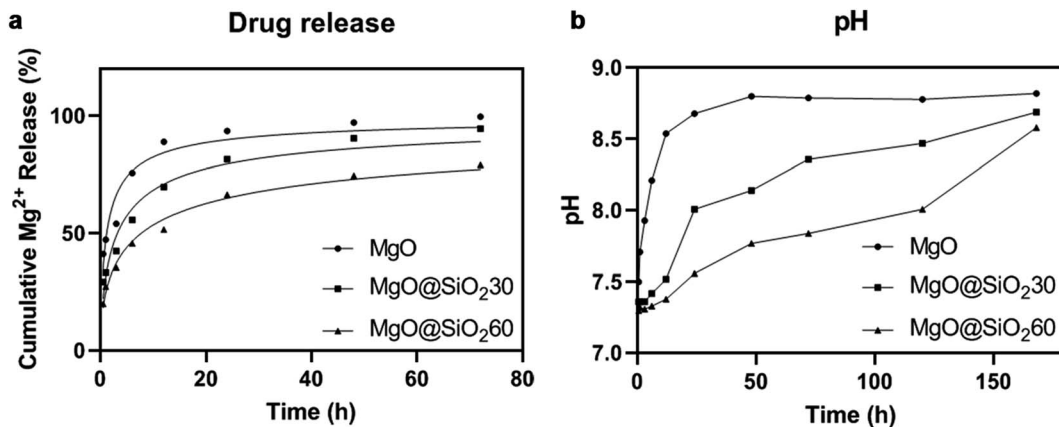 a
Drug release
Cumulative Mg²⁺ Release (%)
100
50
0
0
20
40
60
80
Time (h)
MgO
MgO@SiO₂30
MgO@SiO₂60
b
pH
pH
9.0
8.5
8.0
7.5
7.0
0
50
100
150
Time (h)
MgO
MgO@SiO₂30
MgO@SiO₂60